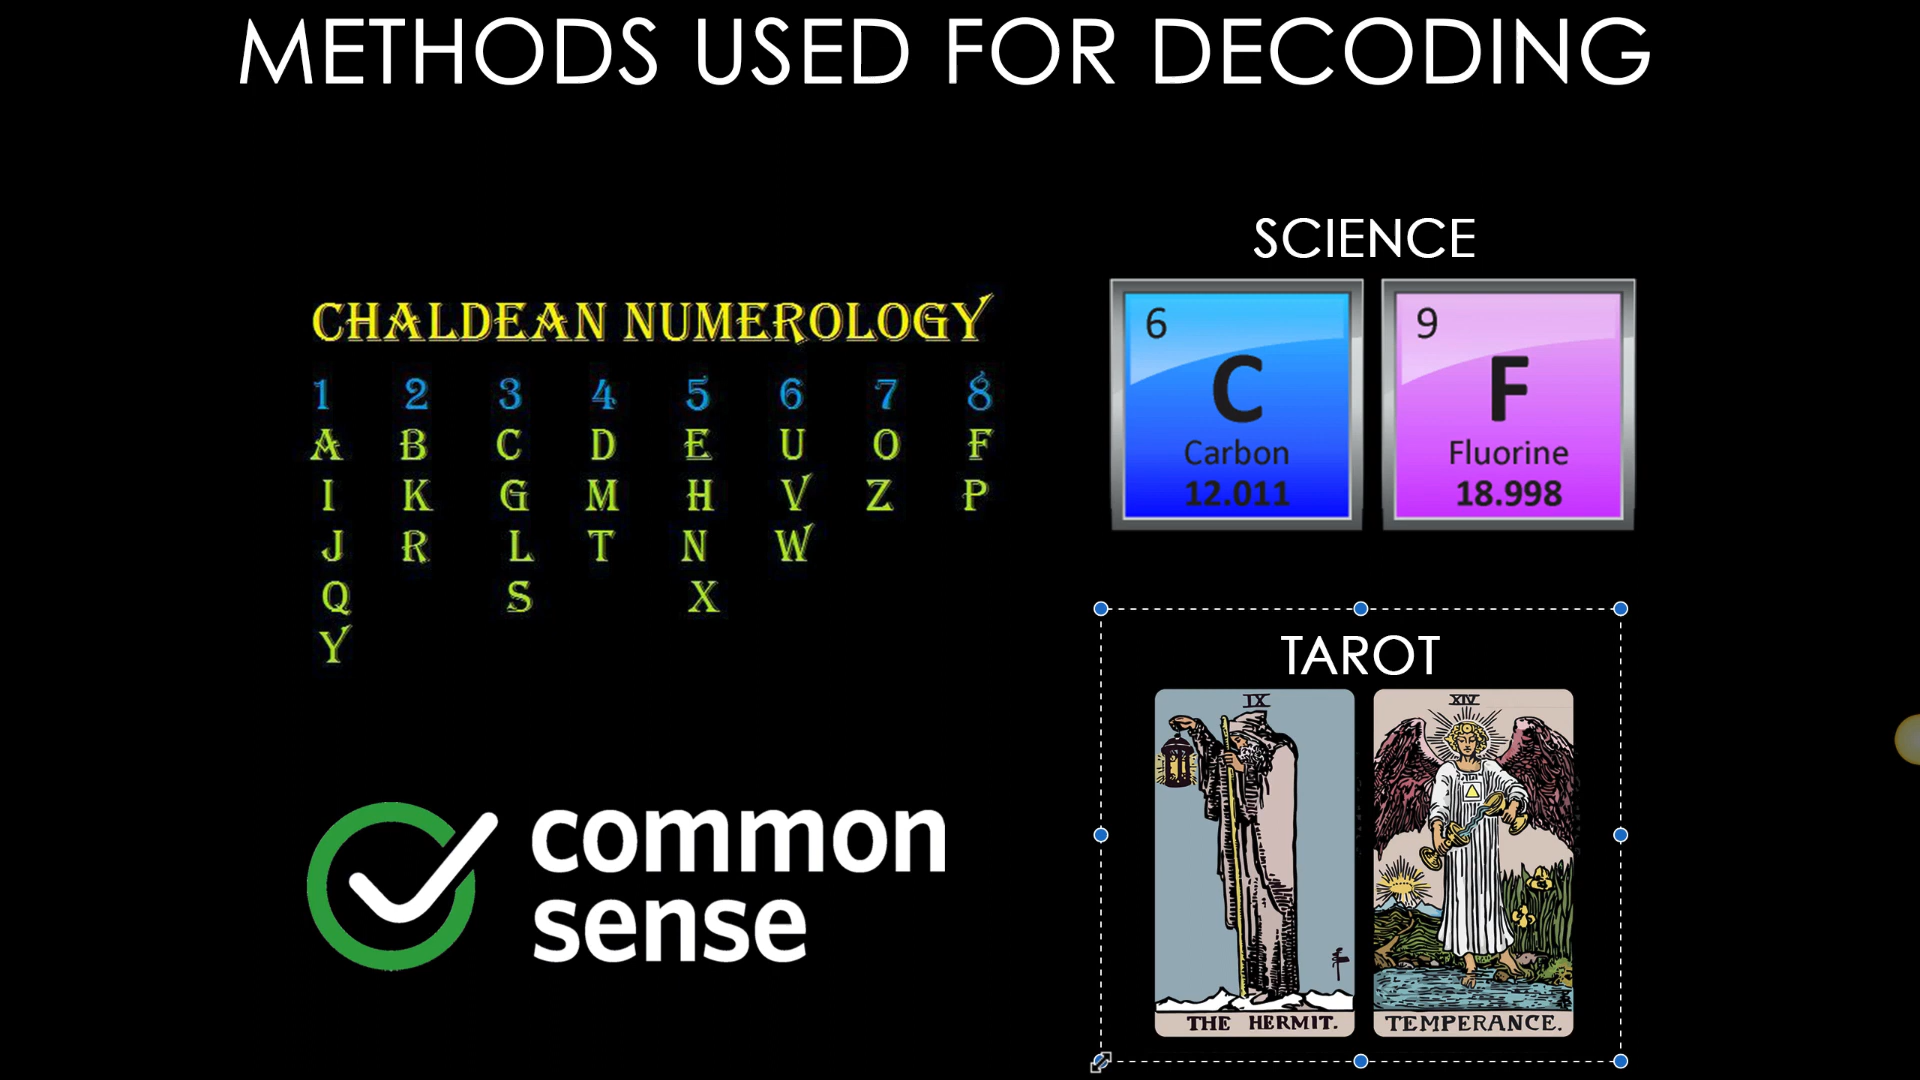 METHODS USED FOR DECODING
CHALDEAN NUMEROLOGY
1 2 3 4 5 6 7 8
A B C D E U O F
I K G M H V Z P
J R L T N W
Q S X
Y
common
sense
SCIENCE
6
C
Carbon
12.011
9
F
Fluorine
18.998
TAROT
IX
THE HERMIT.
XIV
TEMPERANCE.